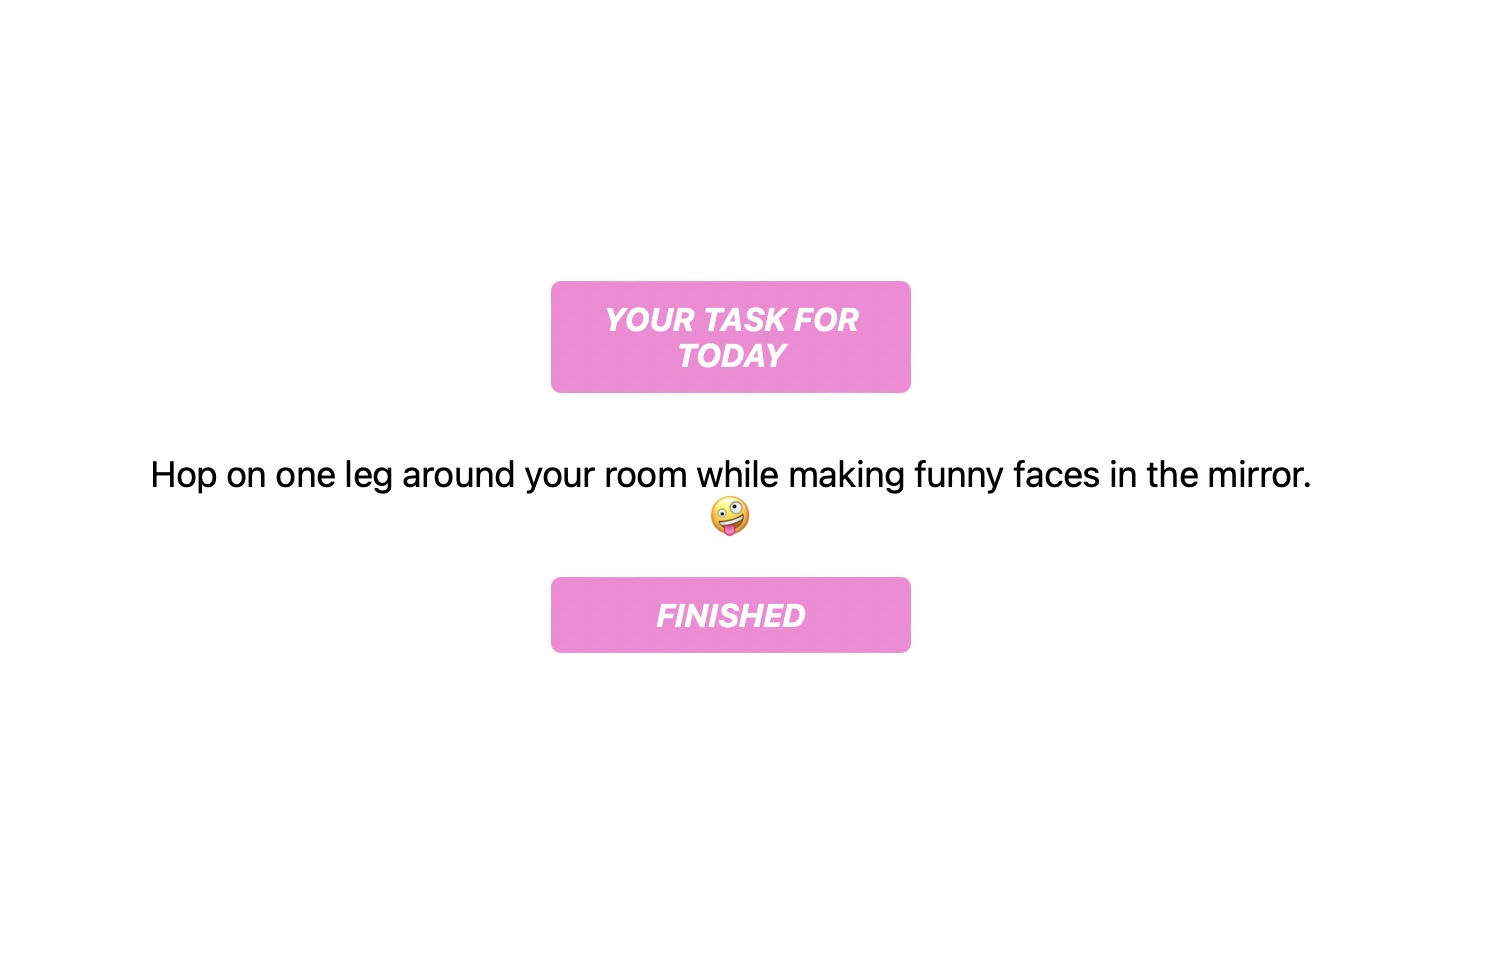 YOUR TASK FOR
TODAY
Hop on one leg around your room while making funny faces in the mirror.
🤪
FINISHED